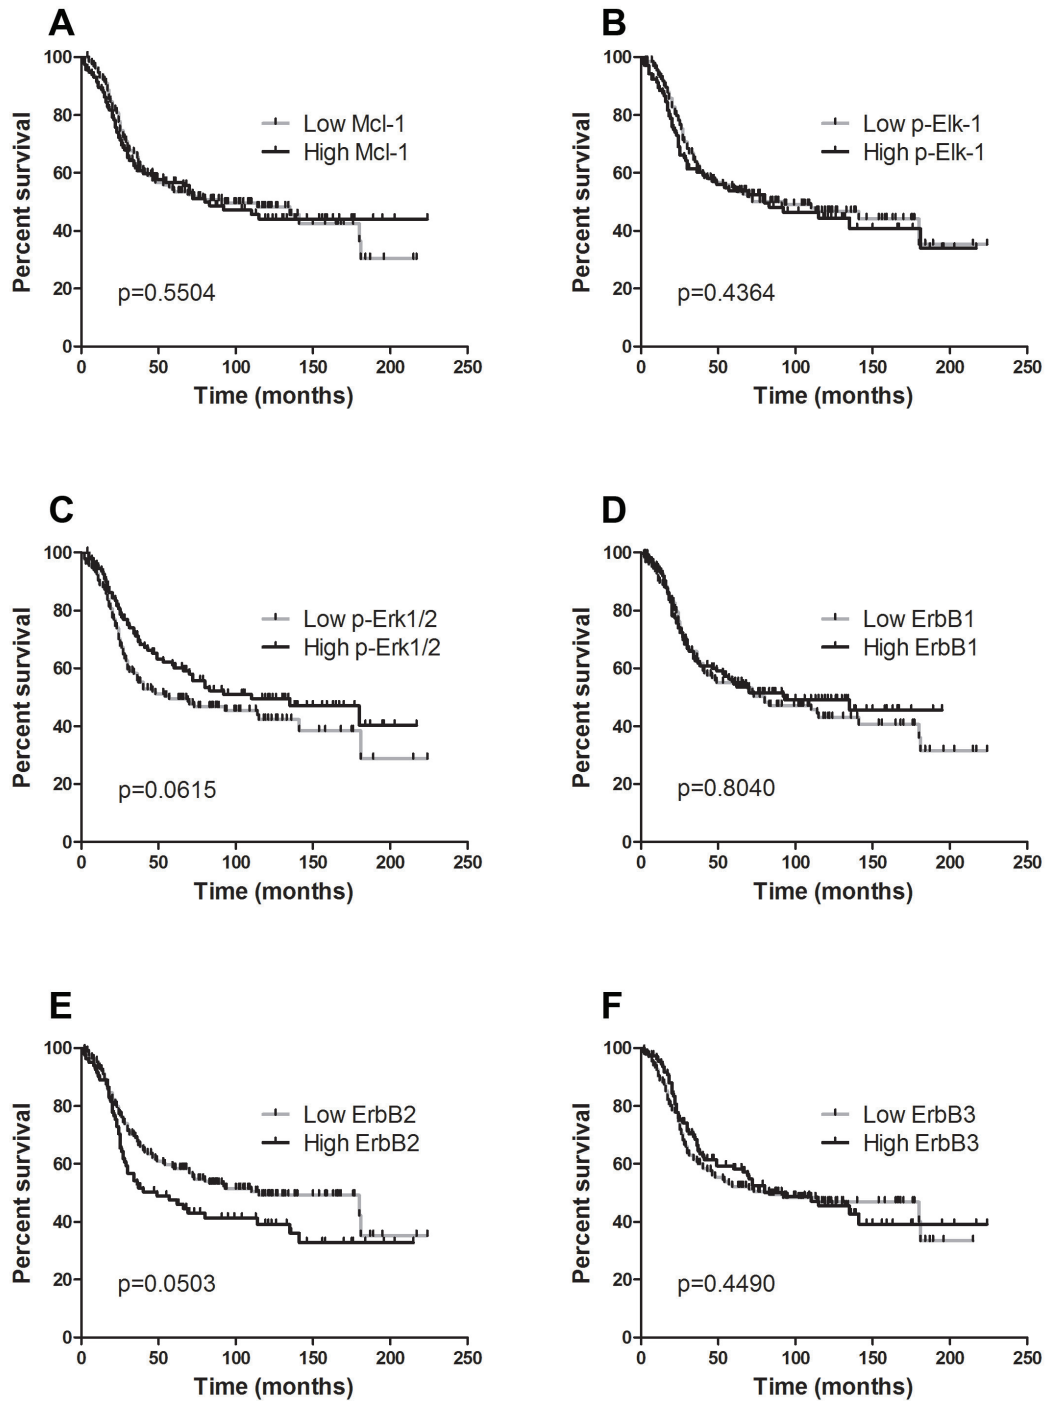 A
100
80
60
40
20
0
Percent survival
Low Mcl-1
High Mcl-1
p=0.5504
0 50 100 150 200 250
Time (months)
B
100
80
60
40
20
0
Percent survival
Low p-Elk-1
High p-Elk-1
p=0.4364
0 50 100 150 200 250
Time (months)
C
100
80
60
40
20
0
Percent survival
Low p-Erk1/2
High p-Erk1/2
p=0.0615
0 50 100 150 200 250
Time (months)
D
100
80
60
40
20
0
Percent survival
Low ErbB1
High ErbB1
p=0.8040
0 50 100 150 200 250
Time (months)
E
100
80
60
40
20
0
Percent survival
Low ErbB2
High ErbB2
p=0.0503
0 50 100 150 200 250
Time (months)
F
100
80
60
40
20
0
Percent survival
Low ErbB3
High ErbB3
p=0.4490
0 50 100 150 200 250
Time (months)